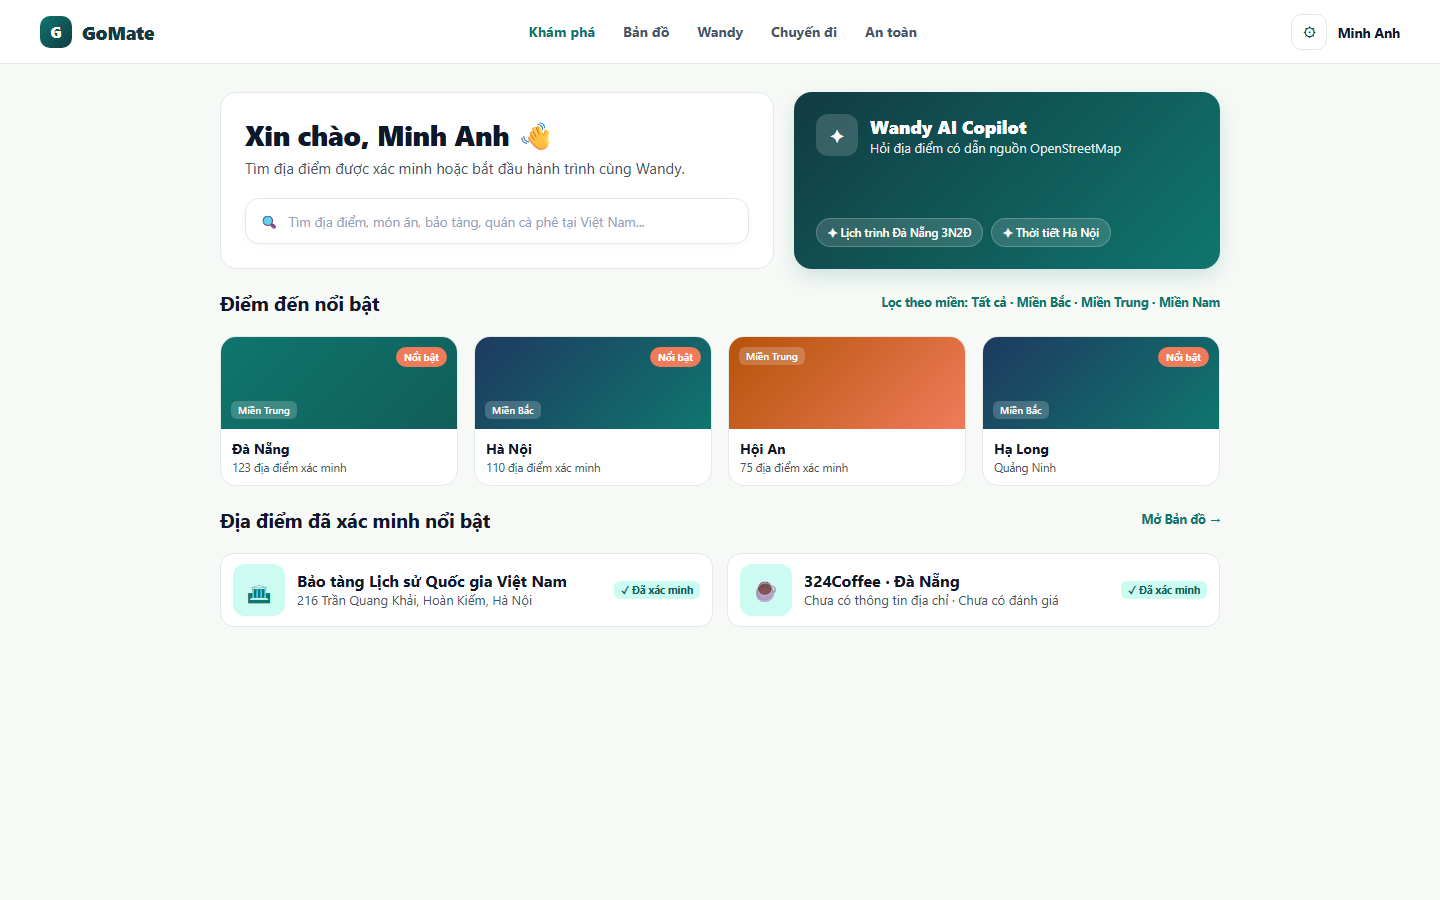 G GoMate
Khám phá Bản đồ Wandy Chuyến đi An toàn
Minh Anh
Xin chào, Minh Anh 👋
Tìm địa điểm được xác minh hoặc bắt đầu hành trình cùng Wandy.
Tìm địa điểm, món ăn, bảo tàng, quán cà phê tại Việt Nam...
Wandy AI Copilot
Hỏi địa điểm có dẫn nguồn OpenStreetMap
✦ Lịch trình Đà Nẵng 3N2Đ
✦ Thời tiết Hà Nội
Điểm đến nổi bật
Lọc theo miền: Tất cả · Miền Bắc · Miền Trung · Miền Nam
Nổi bật
Miền Trung
Đà Nẵng
123 địa điểm xác minh
Nổi bật
Miền Bắc
Hà Nội
110 địa điểm xác minh
Miền Trung
Hội An
75 địa điểm xác minh
Nổi bật
Miền Bắc
Hạ Long
Quảng Ninh
Địa điểm đã xác minh nổi bật
Mở Bản đồ →
Bảo tàng Lịch sử Quốc gia Việt Nam
216 Trần Quang Khải, Hoàn Kiếm, Hà Nội
✓ Đã xác minh
324Coffee · Đà Nẵng
Chưa có thông tin địa chỉ · Chưa có đánh giá
✓ Đã xác minh